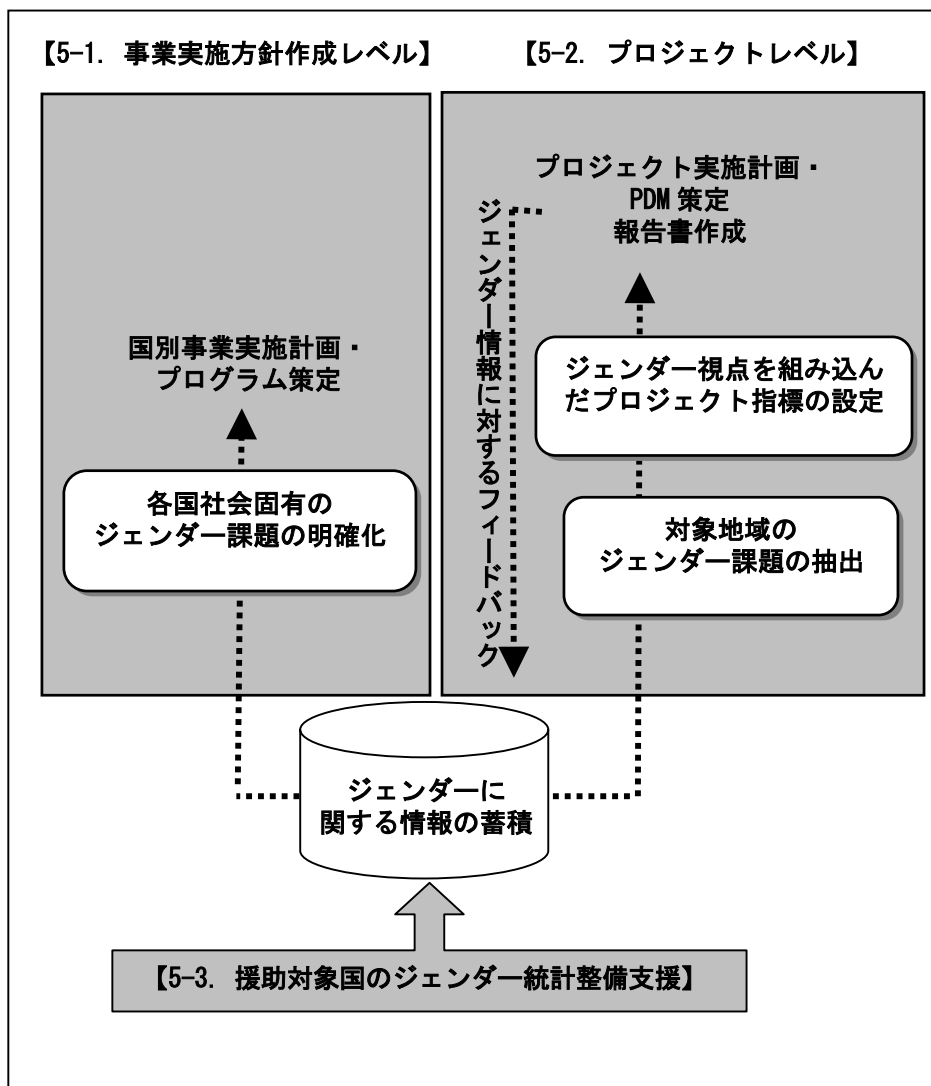 【5-1. 事業実施方針作成レベル】
国別事業実施計画・
プログラム策定
各国社会固有の
ジェンダー課題の明確化
【5-2. プロジェクトレベル】
プロジェクト実施計画・
PDM 策定
報告書作成
ジェンダー情報に対するフィードバック
ジェンダー視点を組み込ん
だプロジェクト指標の設定
対象地域の
ジェンダー課題の抽出
ジェンダーに
関する情報の蓄積
【5-3. 援助対象国のジェンダー統計整備支援】